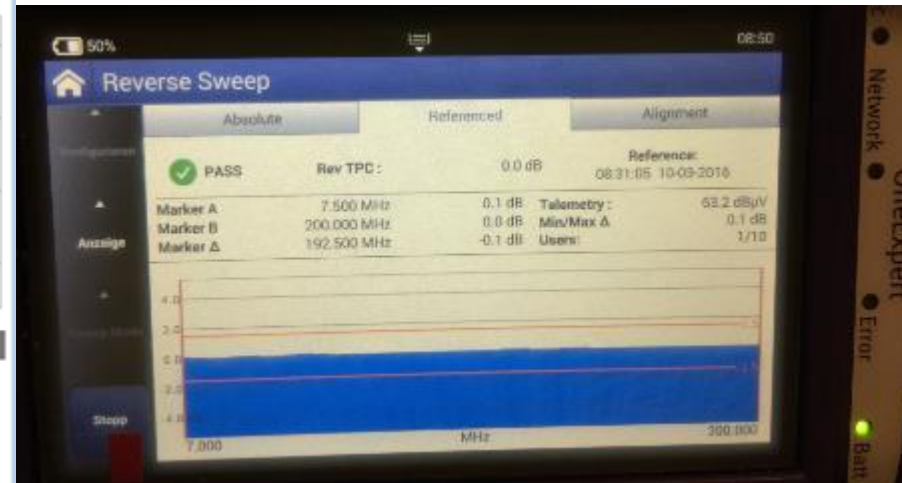 50%
08:50
Reverse Sweep
Absolute
Referenced
Alignment
Konfigurieren
PASS
Rev TPC :
0.0 dB
Reference:
08:31:05 10-03-2016
Marker A 7.500 MHz 0.1 dB Telemetry : 63.2 dBµV
Marker B 200.000 MHz 0.0 dB Min/Max Δ 0.1 dB
Marker Δ 192.500 MHz -0.1 dB Users: 1/10
Anzeige
4.0
2.0
0.0
2.0
4.0
Stopp
7.000
MHz
200.000
Network
OneExpert
Error
Batt